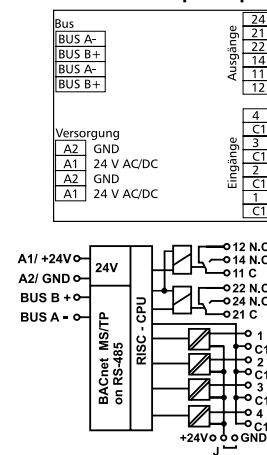 Bus
BUS A-
BUS B+
BUS A-
BUS B+
Versorgung
A2 GND
A1 24 V AC/DC
A2 GND
A1 24 V AC/DC
Ausgänge
24
21
22
14
11
12
Eingänge
4
C1
3
C1
2
C1
1
C1
A1/ +24V
A2/ GND
BUS B +
BUS A -
24V
BACnet MS/TP
on RS-485
RISC - CPU
12 N.C
14 N.O
11 C
22 N.C
24 N.O
21 C
1
C1
2
C1
3
C1
4
C1
+24V
GND
J